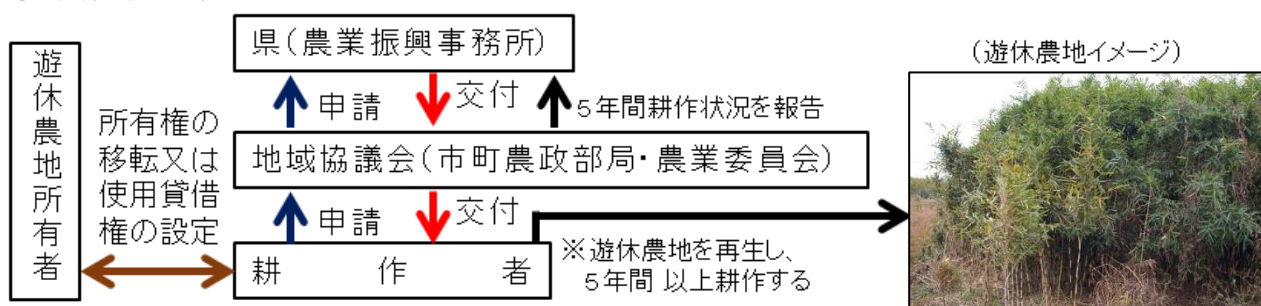 県(農業振興事務所)
(遊休農地イメージ)
遊休農地所有者
所有権の
移転又は
使用貸借
権の設定
申請
交付
5年間耕作状況を報告
地域協議会(市町農政部局・農業委員会)
申請
交付
※遊休農地を再生し、
5年間 以上耕作する
耕作者